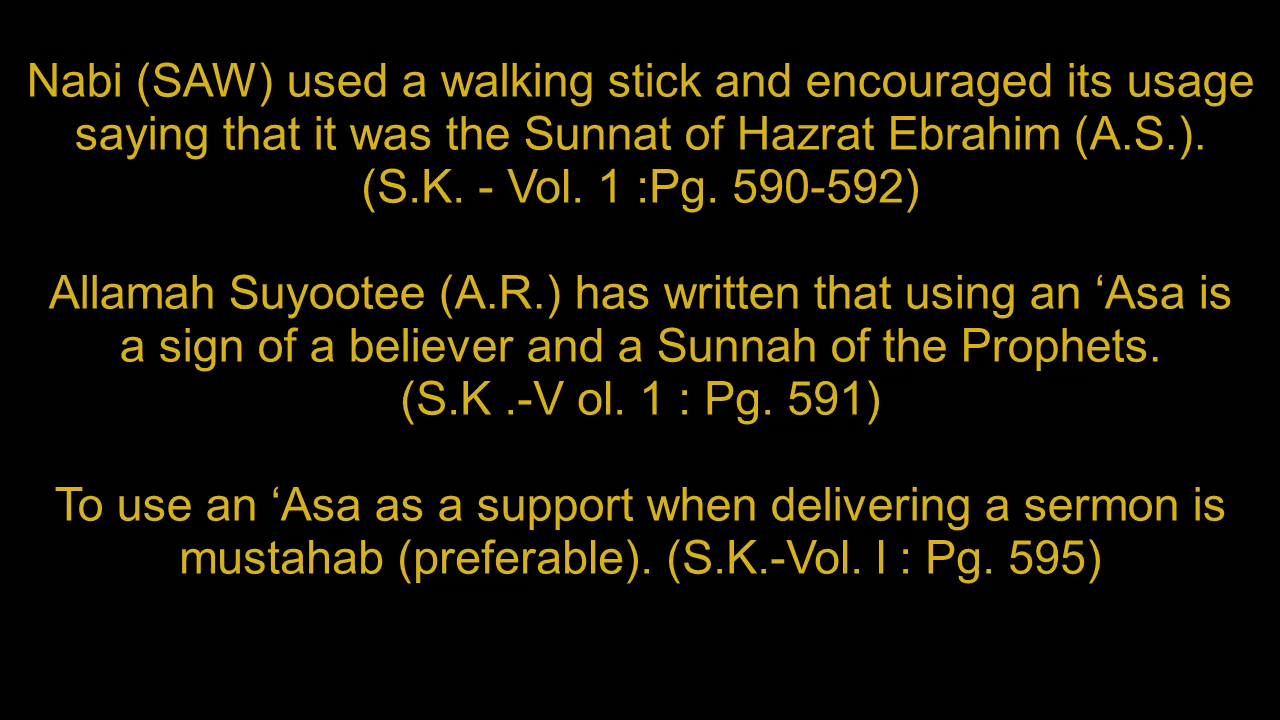 Nabi (SAW) used a walking stick and encouraged its usage
saying that it was the Sunnat of Hazrat Ebrahim (A.S.).
(S.K. - Vol. 1 :Pg. 590-592)
Allamah Suyootee (A.R.) has written that using an ‘Asa is
a sign of a believer and a Sunnah of the Prophets.
(S.K .-V ol. 1 : Pg. 591)
To use an ‘Asa as a support when delivering a sermon is
mustahab (preferable). (S.K.-Vol. l : Pg. 595)